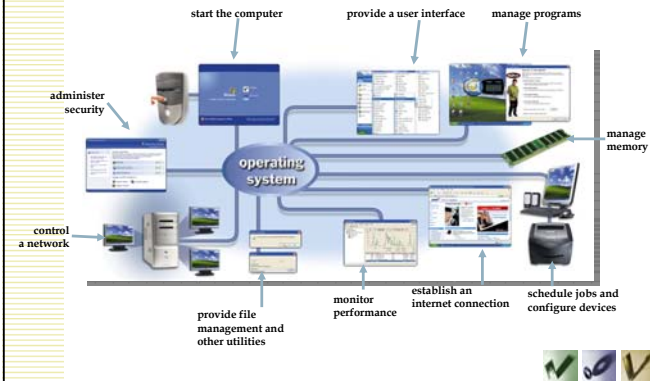 start the computer
provide a user interface
manage programs
administer
security
manage
memory
operating
system
control
a network
provide file
management and
other utilities
monitor
performance
establish an
internet connection
schedule jobs and
configure devices